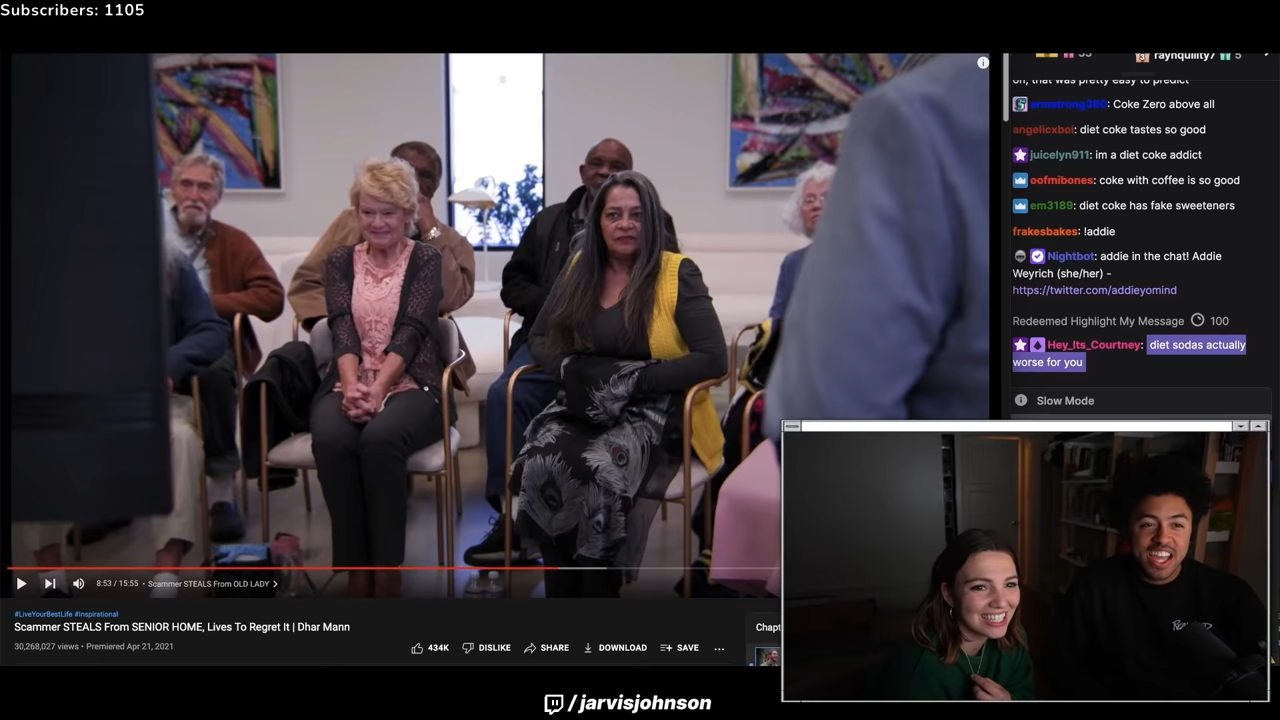 Subscribers: 1105
raynquility7 5
oh, that was pretty easy to predict
armstrong360: Coke Zero above all
angelicxboi: diet coke tastes so good
juicelyn911: im a diet coke addict
oofmibones: coke with coffee is so good
em3189: diet coke has fake sweeteners
frakesbakes: !addie
Nightbot: addie in the chat! Addie
Weyrich (she/her) -
https://twitter.com/addieyomind
Redeemed Highlight My Message 100
Hey_Its_Courtney: diet sodas actually
worse for you
Slow Mode
8:53 / 15:55 • Scammer STEALS From OLD LADY
#LiveYourBestLife #Inspirational
Scammer STEALS From SENIOR HOME, Lives To Regret It | Dhar Mann
30,268,027 views • Premiered Apr 21, 2021
434K DISLIKE SHARE DOWNLOAD SAVE
Chapt
/jarvisjohnson